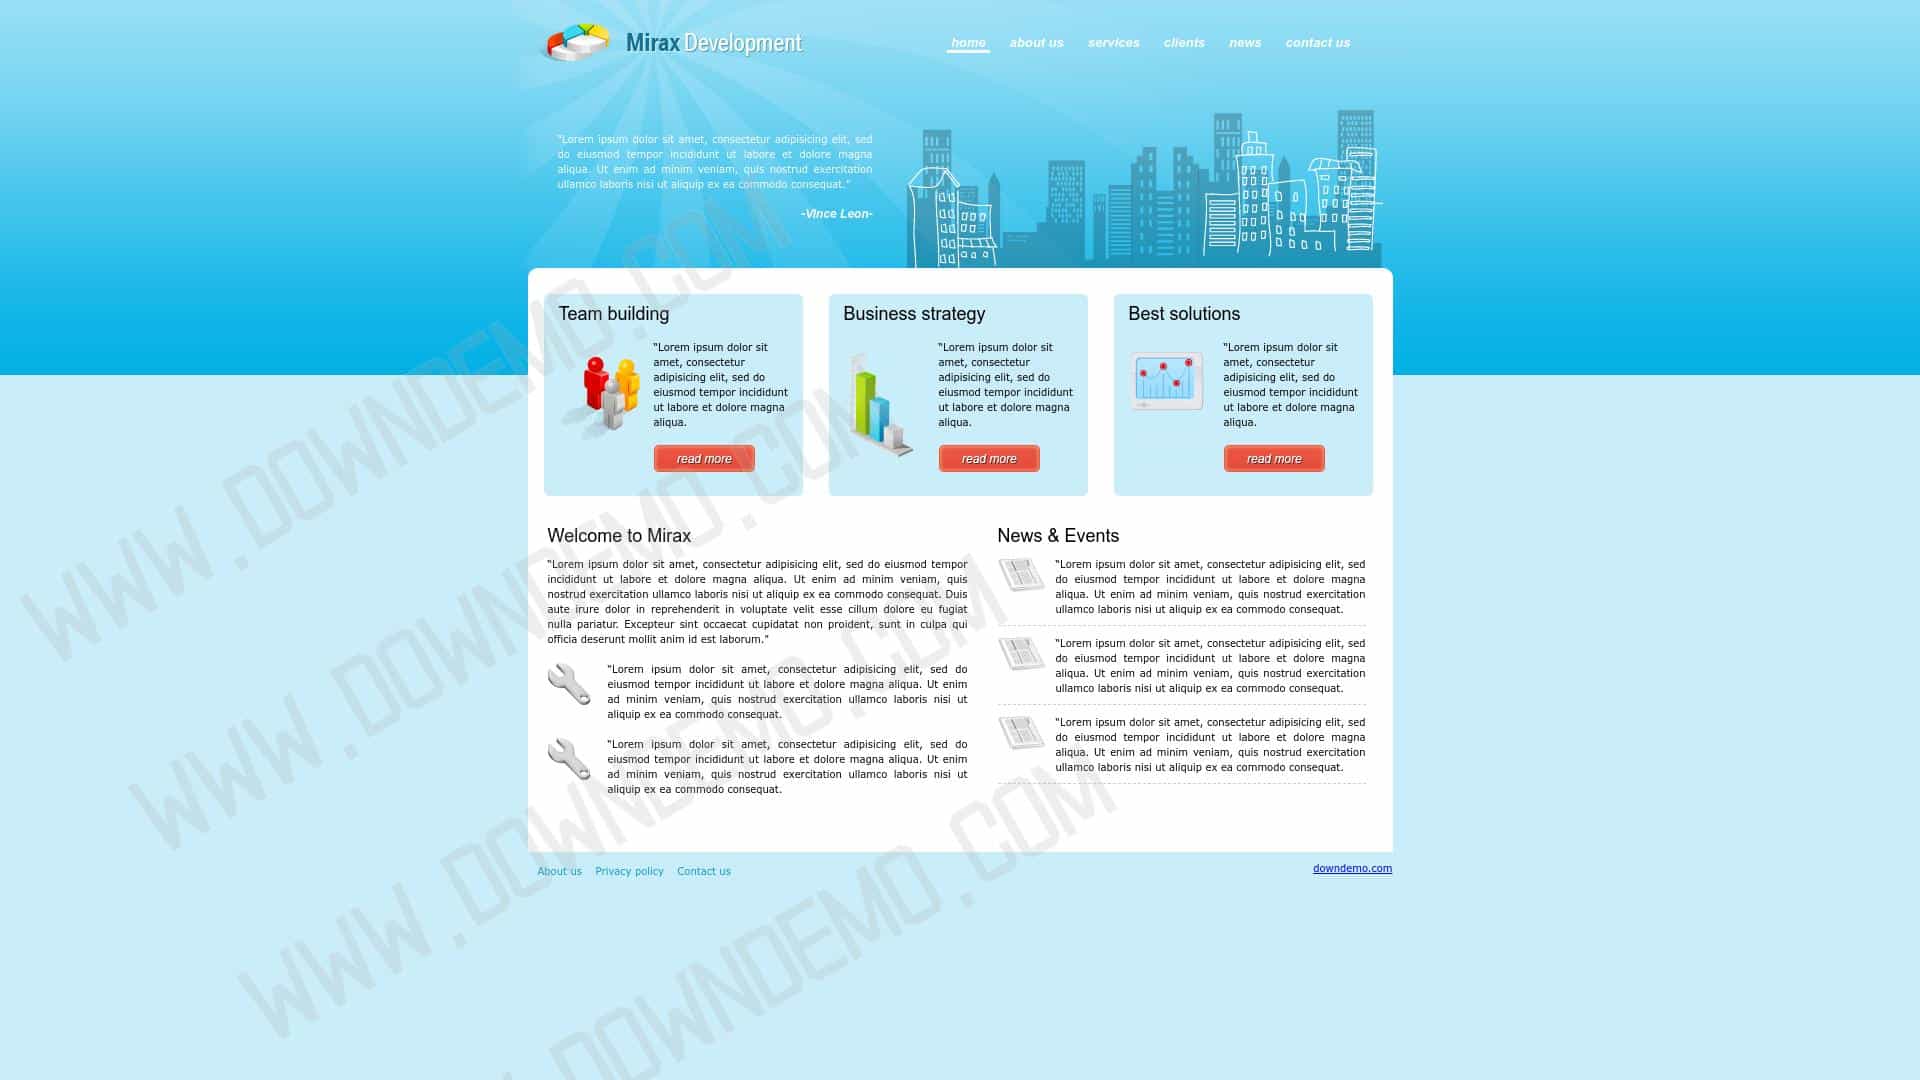 Mirax Development
home about us services clients news contact us
"Lorem ipsum dolor sit amet, consectetur adipisicing elit, sed
do eiusmod tempor incididunt ut labore et dolore magna
aliqua. Ut enim ad minim veniam, quis nostrud exercitation
ullamco laboris nisi ut aliquip ex ea commodo consequat."
-Vince Leon-
Team building
"Lorem ipsum dolor sit
amet, consectetur
adipisicing elit, sed do
eiusmod tempor incididunt
ut labore et dolore magna
aliqua.
read more
Business strategy
"Lorem ipsum dolor sit
amet, consectetur
adipisicing elit, sed do
eiusmod tempor incididunt
ut labore et dolore magna
aliqua.
read more
Best solutions
"Lorem ipsum dolor sit
amet, consectetur
adipisicing elit, sed do
eiusmod tempor incididunt
ut labore et dolore magna
aliqua.
read more
Welcome to Mirax
"Lorem ipsum dolor sit amet, consectetur adipisicing elit, sed do eiusmod tempor
incididunt ut labore et dolore magna aliqua. Ut enim ad minim veniam, quis
nostrud exercitation ullamco laboris nisi ut aliquip ex ea commodo consequat. Duis
aute irure dolor in reprehenderit in voluptate velit esse cillum dolore eu fugiat
nulla pariatur. Excepteur sint occaecat cupidatat non proident, sunt in culpa qui
officia deserunt mollit anim id est laborum."
"Lorem ipsum dolor sit amet, consectetur adipisicing elit, sed do
eiusmod tempor incididunt ut labore et dolore magna aliqua. Ut enim
ad minim veniam, quis nostrud exercitation ullamco laboris nisi ut
aliquip ex ea commodo consequat.
"Lorem ipsum dolor sit amet, consectetur adipisicing elit, sed do
eiusmod tempor incididunt ut labore et dolore magna aliqua. Ut enim
ad minim veniam, quis nostrud exercitation ullamco laboris nisi ut
aliquip ex ea commodo consequat.
News & Events
"Lorem ipsum dolor sit amet, consectetur adipisicing elit, sed
do eiusmod tempor incididunt ut labore et dolore magna
aliqua. Ut enim ad minim veniam, quis nostrud exercitation
ullamco laboris nisi ut aliquip ex ea commodo consequat.
"Lorem ipsum dolor sit amet, consectetur adipisicing elit, sed
do eiusmod tempor incididunt ut labore et dolore magna
aliqua. Ut enim ad minim veniam, quis nostrud exercitation
ullamco laboris nisi ut aliquip ex ea commodo consequat.
"Lorem ipsum dolor sit amet, consectetur adipisicing elit, sed
do eiusmod tempor incididunt ut labore et dolore magna
aliqua. Ut enim ad minim veniam, quis nostrud exercitation
ullamco laboris nisi ut aliquip ex ea commodo consequat.
About us Privacy policy Contact us
downdemo.com
WWW.DOWNDEMO.COM
WWW.DOWNDEMO.COM
WWW.DOWNDEMO.COM
.DOWNDEMO.COM